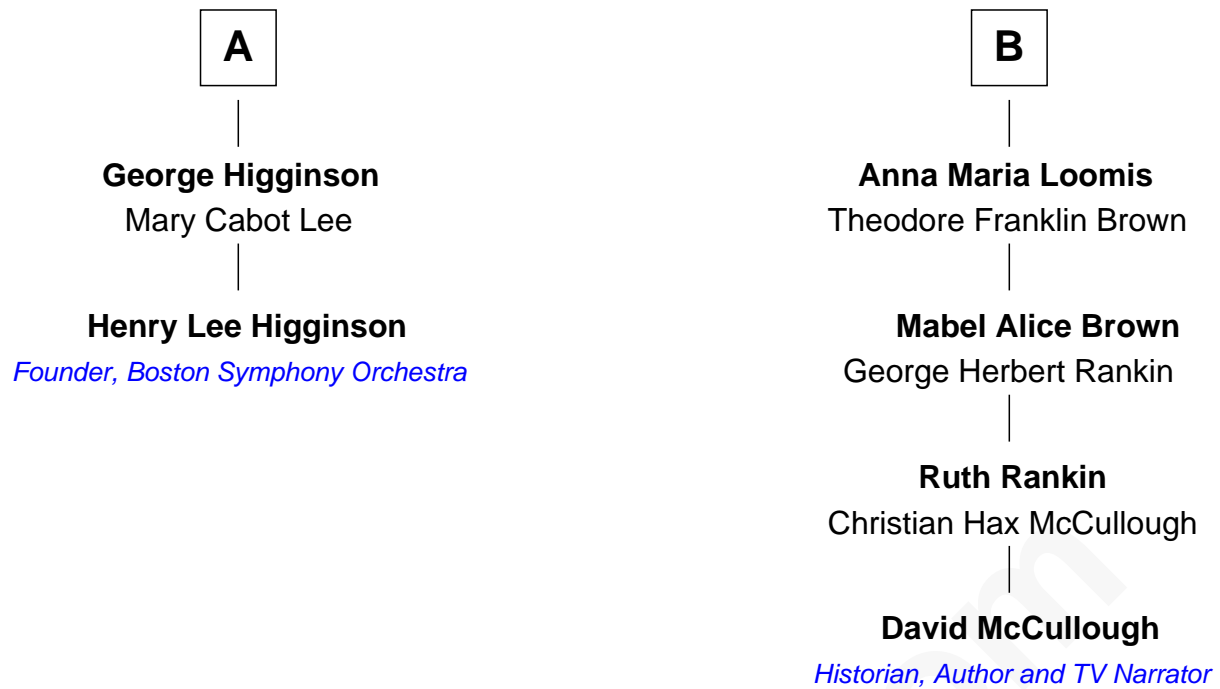 A
George Higginson
Mary Cabot Lee
Henry Lee Higginson
Founder, Boston Symphony Orchestra
B
Anna Maria Loomis
Theodore Franklin Brown
Mabel Alice Brown
George Herbert Rankin
Ruth Rankin
Christian Hax McCullough
David McCullough
Historian, Author and TV Narrator